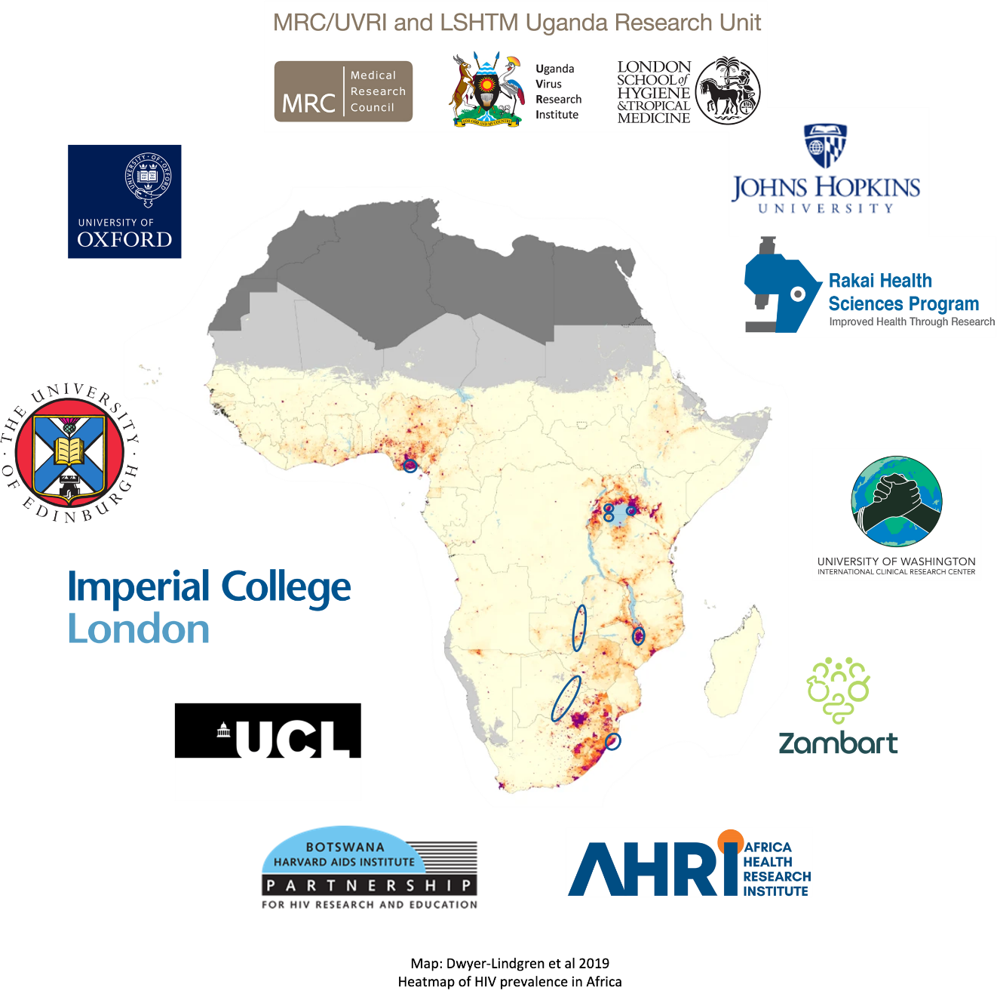 MRC/UVRI and LSHTM Uganda Research Unit
MRC
Medical
Research
Council
FOR GOD AND MY COUNTRY
Uganda
Virus
Research
Institute
LONDON
SCHOOL of
HYGIENE
&TROPICAL
MEDICINE
UNIVERSITY OF OXFORD
UNIVERSITY OF
OXFORD
JOHNS HOPKINS
UNIVERSITY
Rakai Health
Sciences Program
Improved Health Through Research
THE UNIVERSITY
OF EDINBURGH
UNIVERSITY OF WASHINGTON
INTERNATIONAL CLINICAL RESEARCH CENTER
Imperial College
London
Zambart
UCL
BOTSWANA
HARVARD AIDS INSTITUTE
PARTNERSHIP
FOR HIV RESEARCH AND EDUCATION
AHRI
AFRICA
HEALTH
RESEARCH
INSTITUTE
Map: Dwyer-Lindgren et al 2019
Heatmap of HIV prevalence in Africa